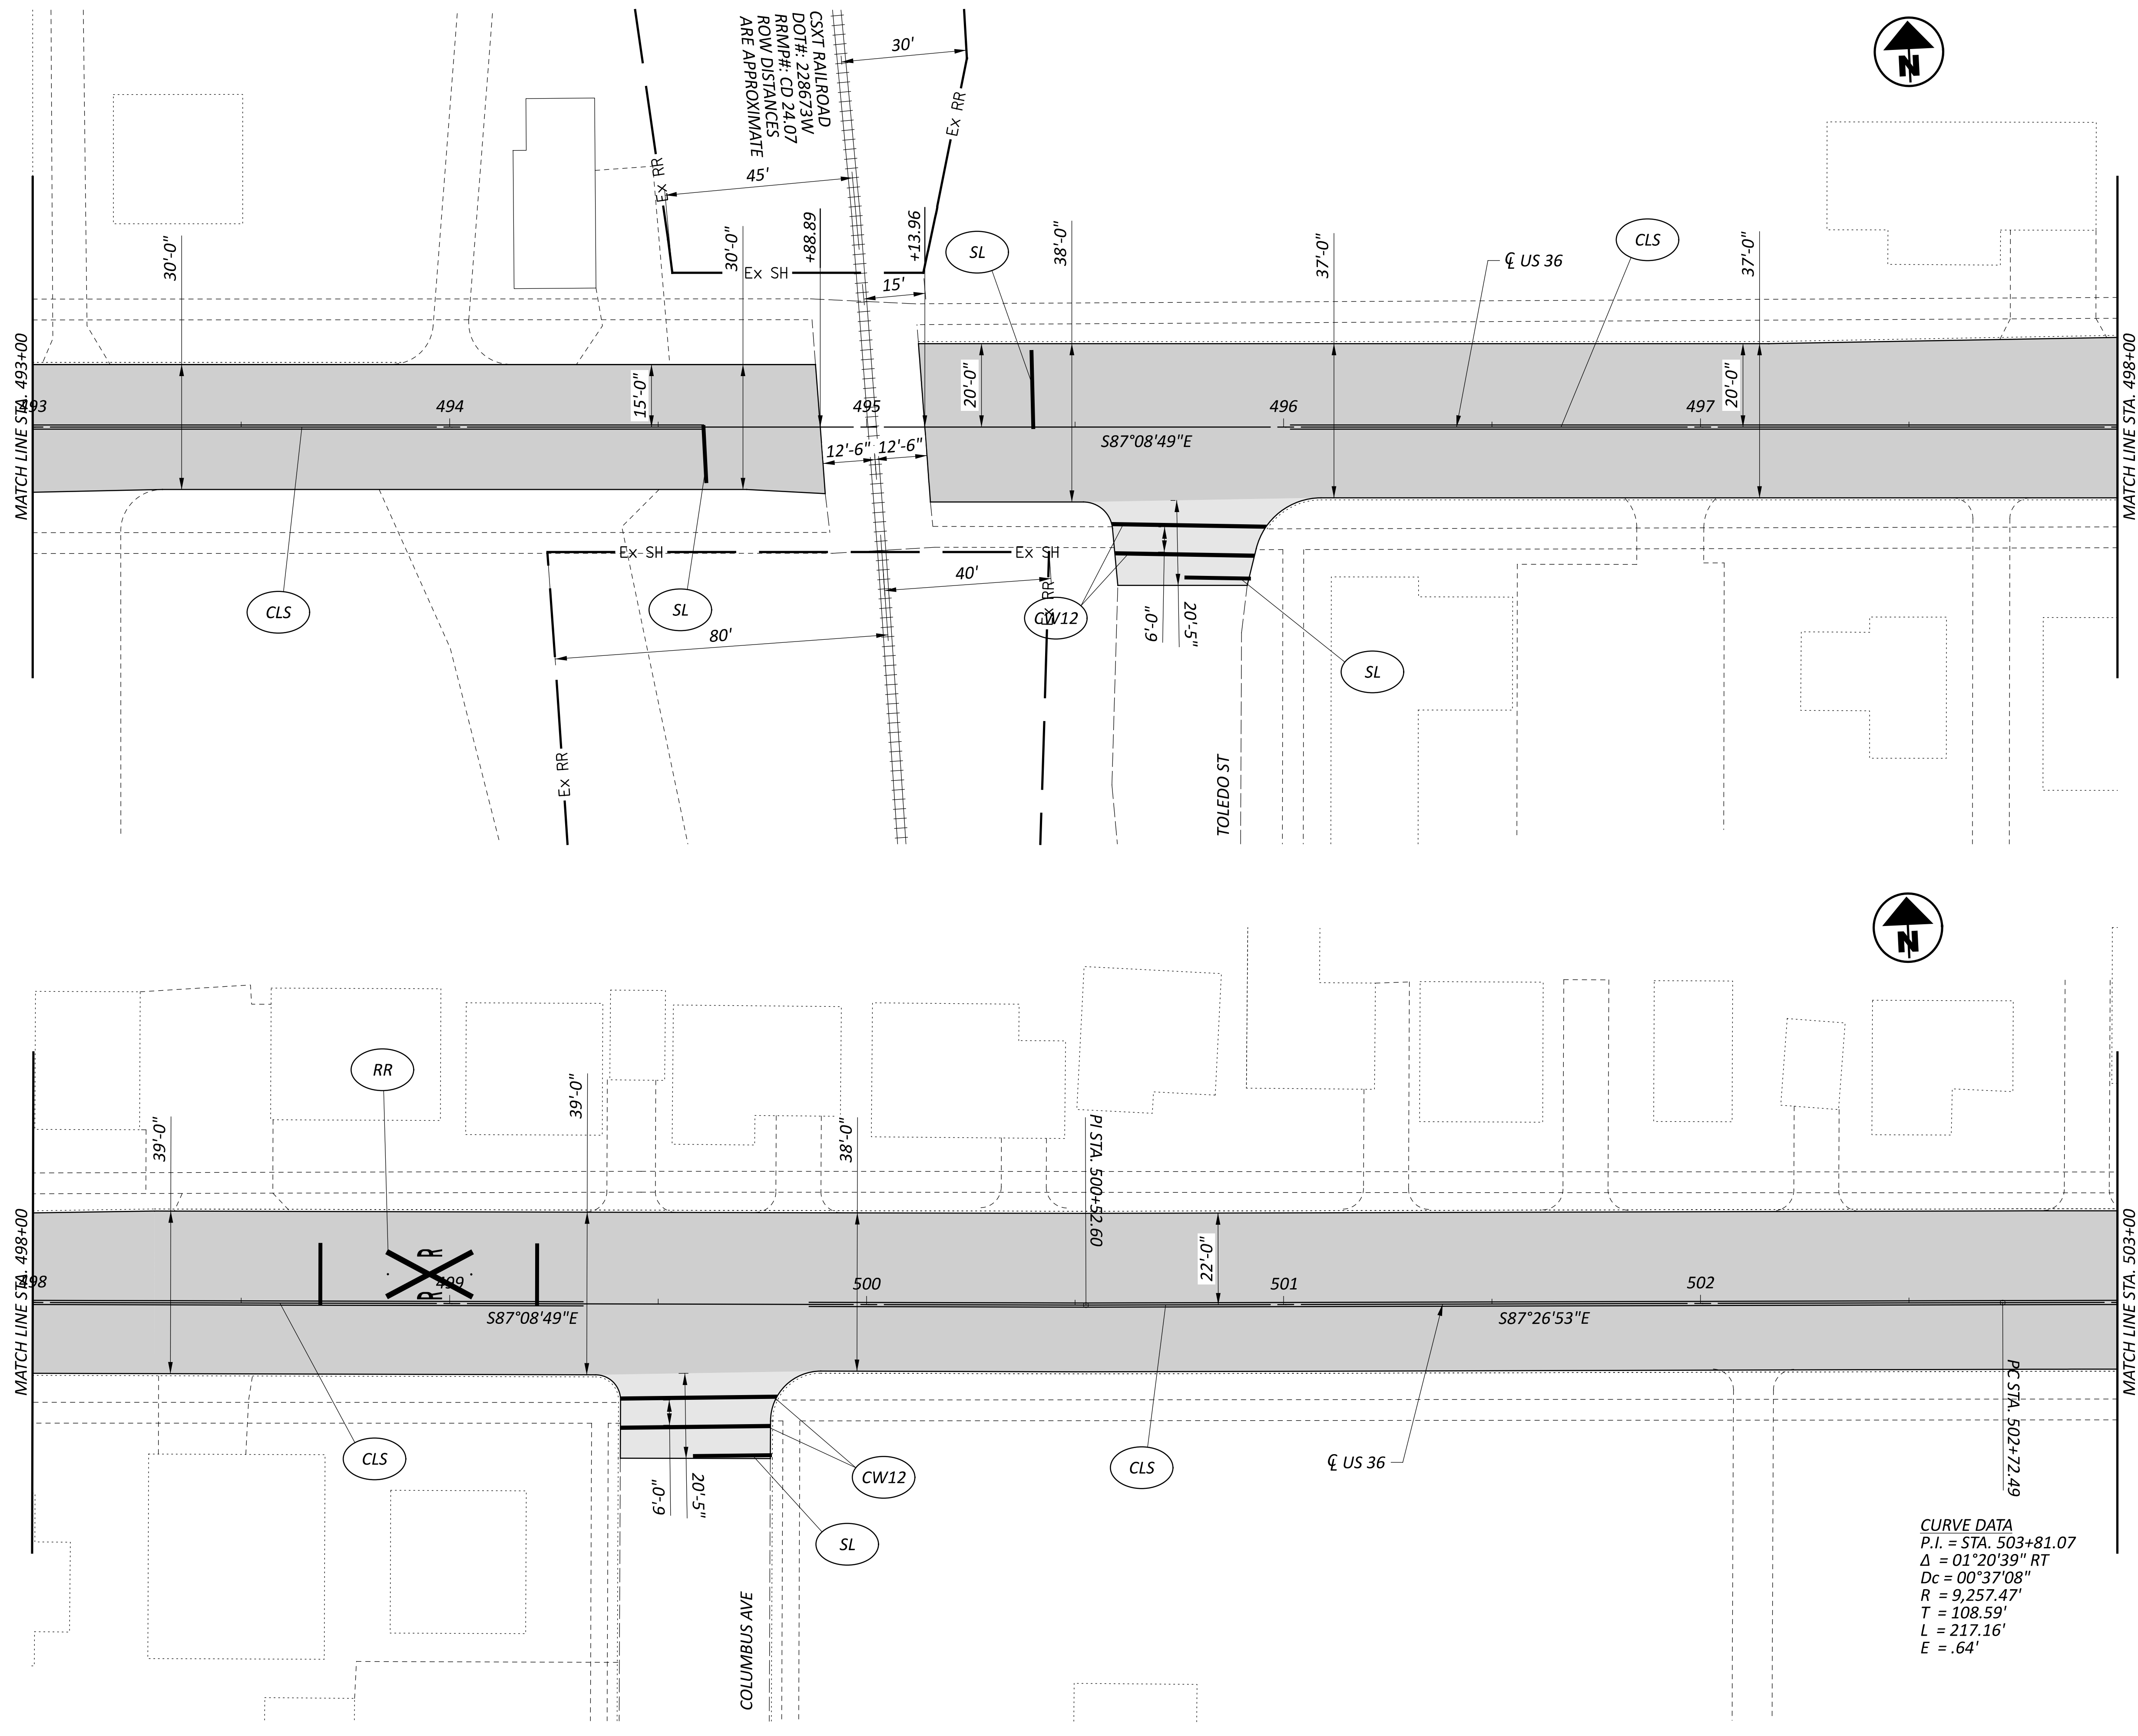 CSXT RAILROAD
DOT#: 228673W
RRMP#: CD 24.07
ROW DISTANCES
ARE APPROXIMATE
30'
N
Ex RR
Ex RR
45'
30'-0"
30'-0"
+88.89
+13.96
SL
38'-0"
37'-0"
℄ US 36
CLS
37'-0"
Ex SH
15'
MATCH LINE STA. 493+00
493
494
15'-0"
495
20'-0"
496
20'-0"
497
MATCH LINE STA. 498+00
12'-6"
12'-6"
S87°08'49"E
Ex SH
Ex SH
40'
CLS
SL
80'
Ex RR
CW12
6'-0"
20'-5"
SL
Ex RR
TOLEDO ST
N
RR
39'-0"
39'-0"
38'-0"
PI STA. 500+52.60
MATCH LINE STA. 498+00
498
R
R
499
500
22'-0"
501
502
MATCH LINE STA. 503+00
S87°08'49"E
S87°26'53"E
PC STA. 502+72.49
CLS
6'-0"
20'-5"
CW12
CLS
℄ US 36
SL
COLUMBUS AVE
CURVE DATA
P.I. = STA. 503+81.07
Δ = 01°20'39" RT
Dc = 00°37'08"
R = 9,257.47'
T = 108.59'
L = 217.16'
E = .64'